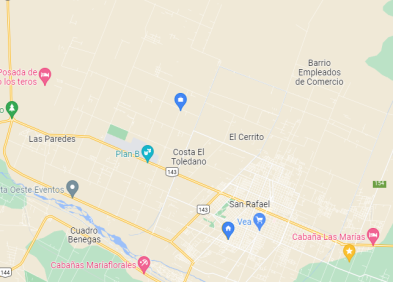 Barrio
Empleados
de Comercio
Posada de
los teros
Las Paredes
El Cerrito
Plan B
Costa El
Toledano
143
154
ta Oeste Eventos
143
San Rafael
Vea
Cuadro
Benegas
Cabaña Las Marías
Cabañas Mariaflorales
144